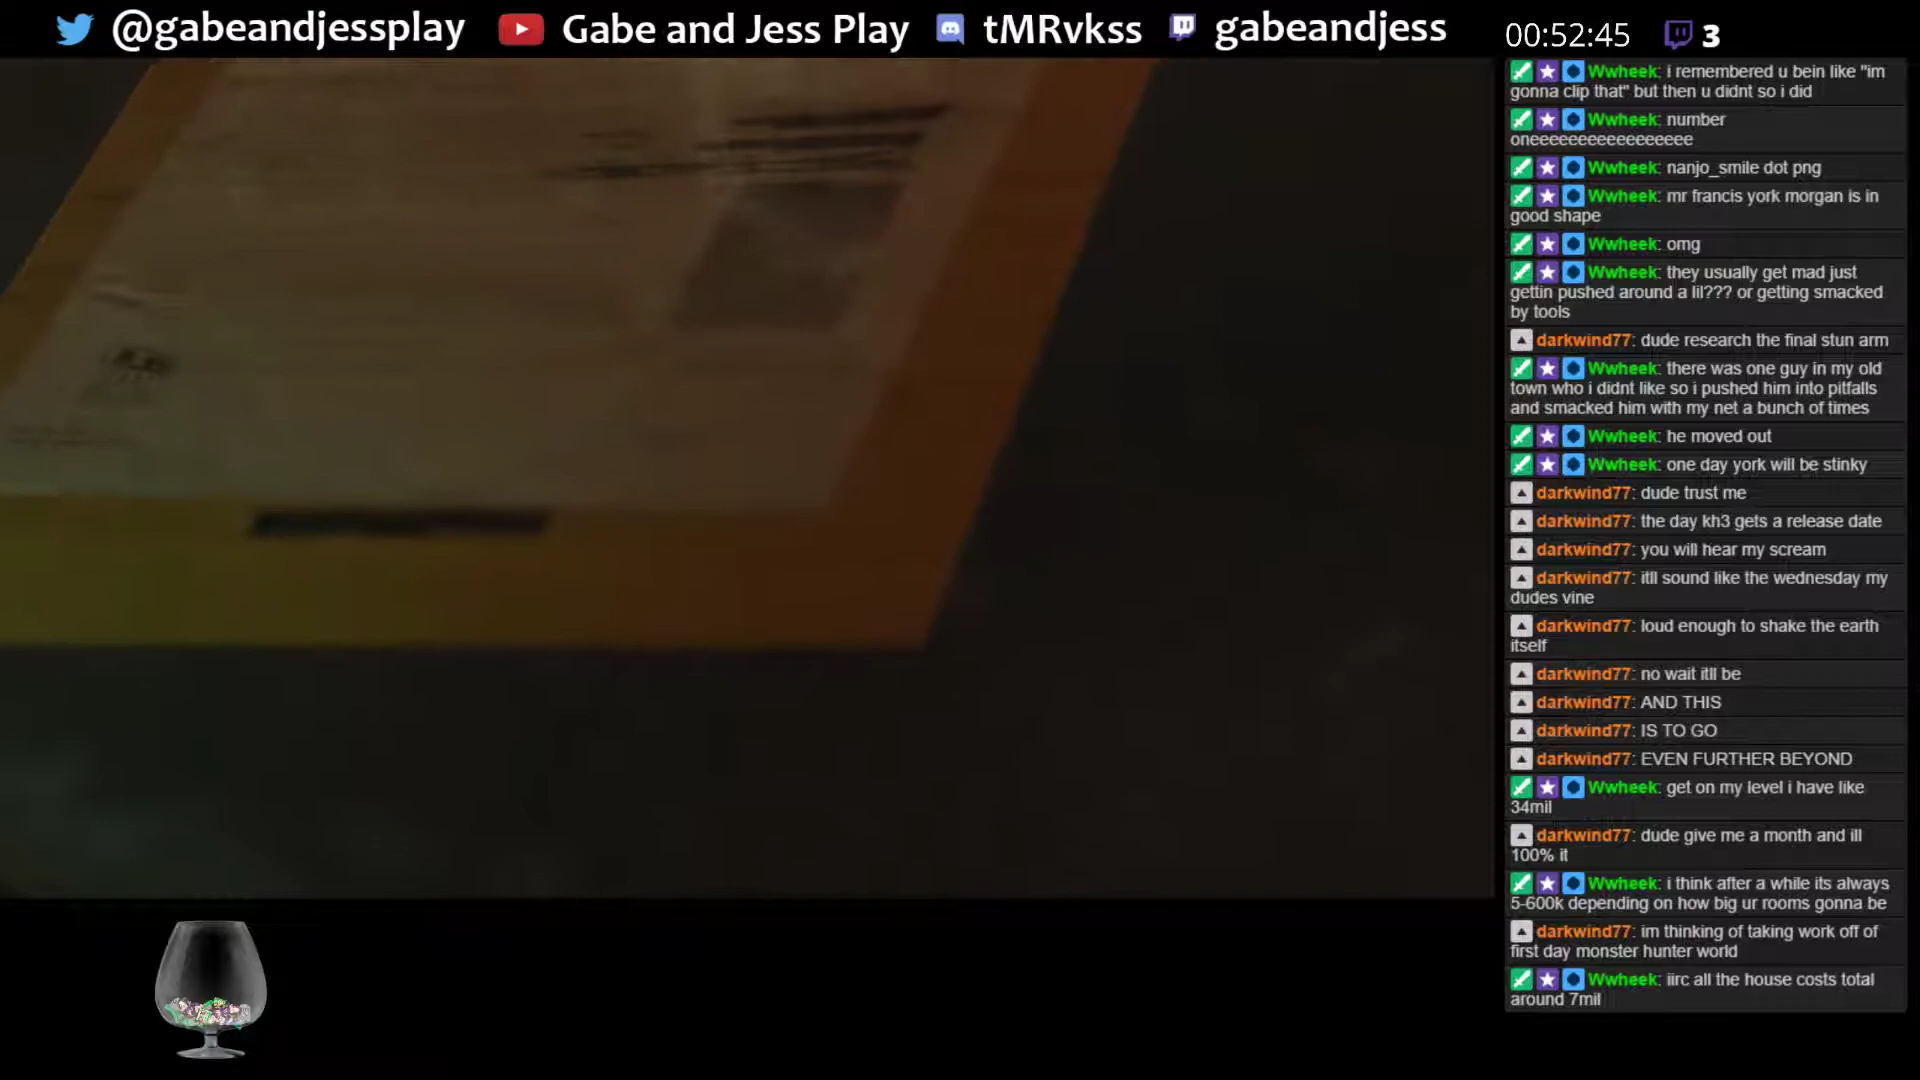 @gabeandjessplay Gabe and Jess Play tMRvkss gabeandjess 00:52:45 3
Wwheek: i remembered u bein like "im
gonna clip that" but then u didnt so i did
Wwheek: number
oneeeeeeeeeeeeeeeee
Wwheek: nanjo_smile dot png
Wwheek: mr francis york morgan is in
good shape
Wwheek: omg
Wwheek: they usually get mad just
gettin pushed around a lil??? or getting smacked
by tools
darkwind77: dude research the final stun arm
Wwheek: there was one guy in my old
town who i didnt like so i pushed him into pitfalls
and smacked him with my net a bunch of times
Wwheek: he moved out
Wwheek: one day york will be stinky
darkwind77: dude trust me
darkwind77: the day kh3 gets a release date
darkwind77: you will hear my scream
darkwind77: itll sound like the wednesday my
dudes vine
darkwind77: loud enough to shake the earth
itself
darkwind77: no wait itll be
darkwind77: AND THIS
darkwind77: IS TO GO
darkwind77: EVEN FURTHER BEYOND
Wwheek: get on my level i have like
34mil
darkwind77: dude give me a month and ill
100% it
Wwheek: i think after a while its always
5-600k depending on how big ur rooms gonna be
darkwind77: im thinking of taking work off of
first day monster hunter world
Wwheek: iirc all the house costs total
around 7mil